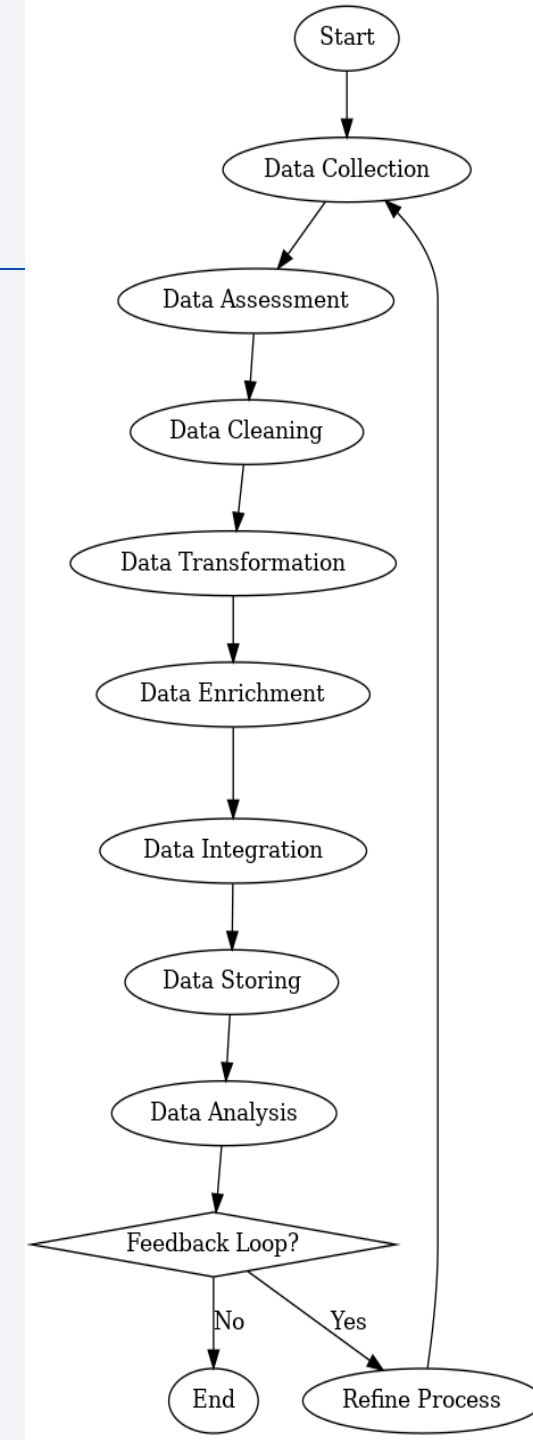 Start
Data Collection
Data Assessment
Data Cleaning
Data Transformation
Data Enrichment
Data Integration
Data Storing
Data Analysis
Feedback Loop?
No
Yes
End
Refine Process